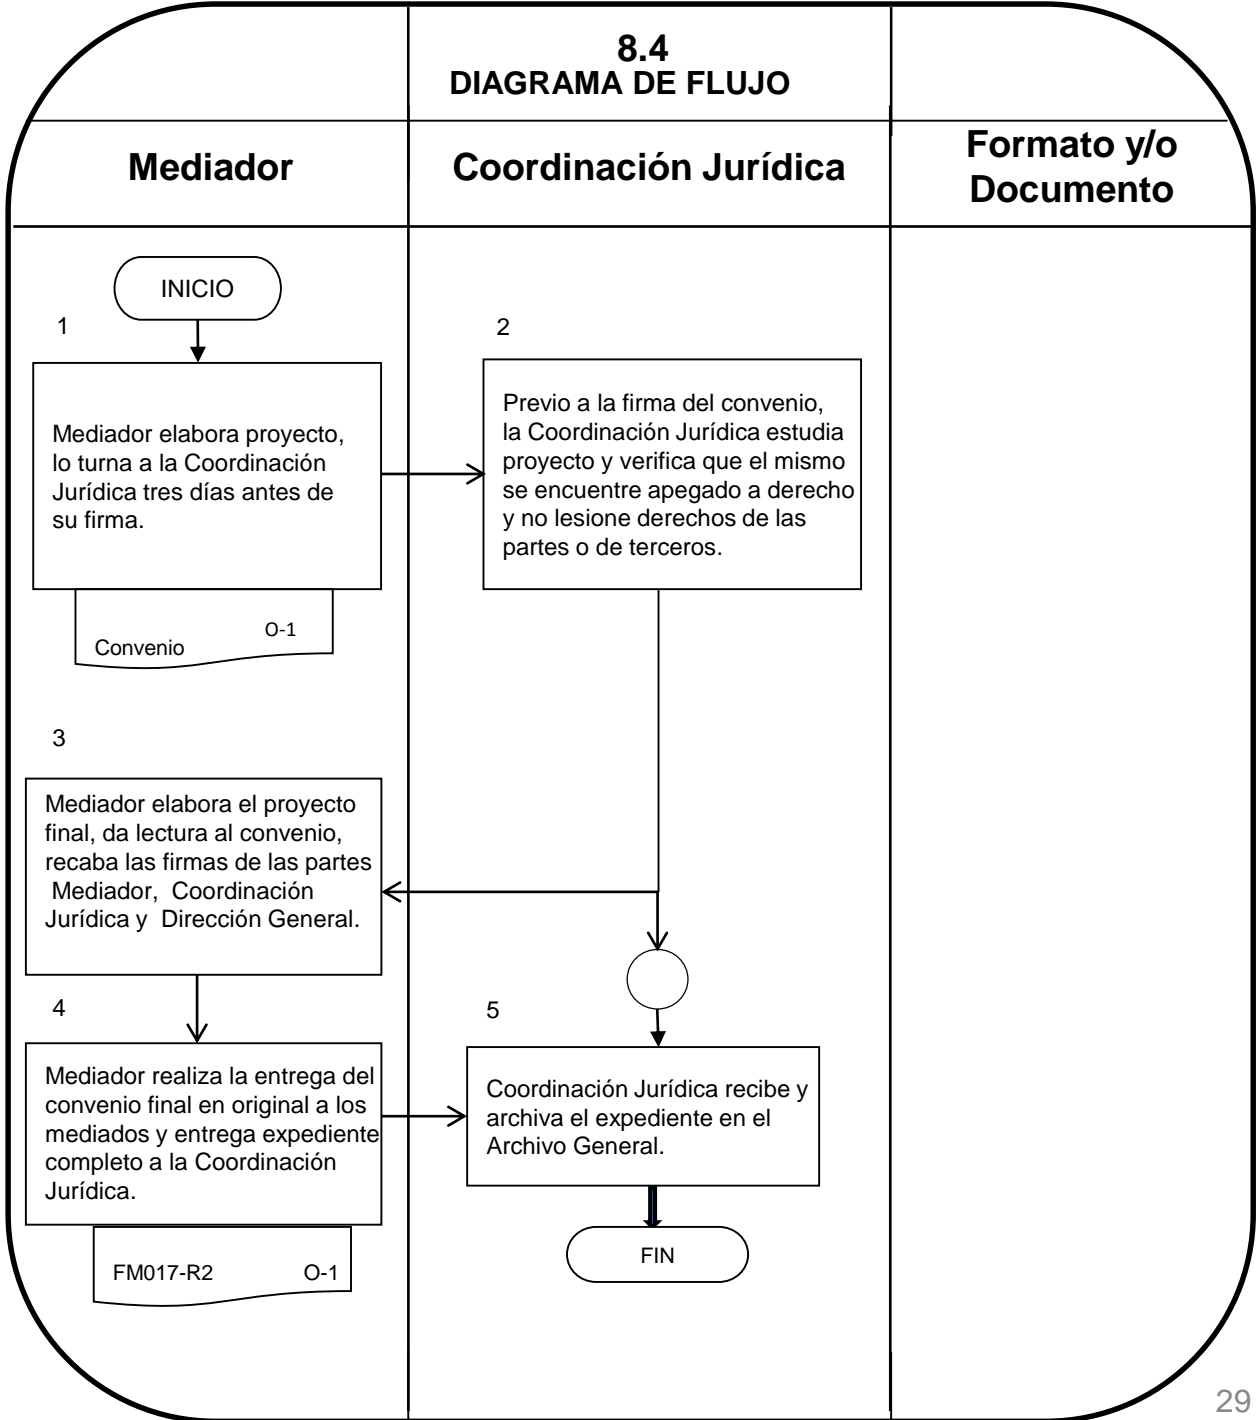 8.4
DIAGRAMA DE FLUJO
Mediador
Coordinación Jurídica
Formato y/o
Documento
INICIO
1
Mediador elabora proyecto,
lo turna a la Coordinación
Jurídica tres días antes de
su firma.
Convenio O-1
2
Previo a la firma del convenio,
la Coordinación Jurídica estudia
proyecto y verifica que el mismo
se encuentre apegado a derecho
y no lesione derechos de las
partes o de terceros.
3
Mediador elabora el proyecto
final, da lectura al convenio,
recaba las firmas de las partes
Mediador, Coordinación
Jurídica y Dirección General.
4
Mediador realiza la entrega del
convenio final en original a los
mediados y entrega expediente
completo a la Coordinación
Jurídica.
FM017-R2 O-1
5
Coordinación Jurídica recibe y
archiva el expediente en el
Archivo General.
FIN
29